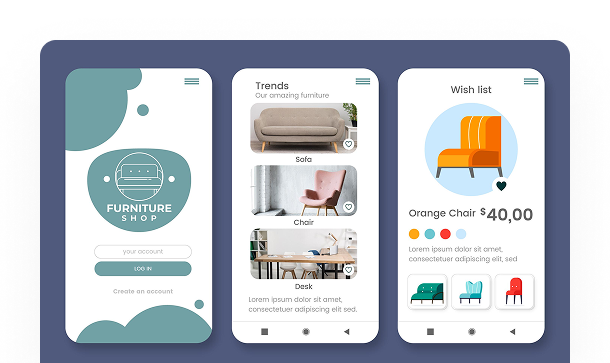 FURNITURE
SHOP
your account
LOG IN
Create an account
Trends
Our amazing furniture
Sofa
Chair
Desk
Lorem ipsum dolor sit amet,
consectetuer adipiscing elit.
Wish list
Orange Chair $40,00
Lorem ipsum dolor sit amet,
consectetuer adipiscing elit, sed